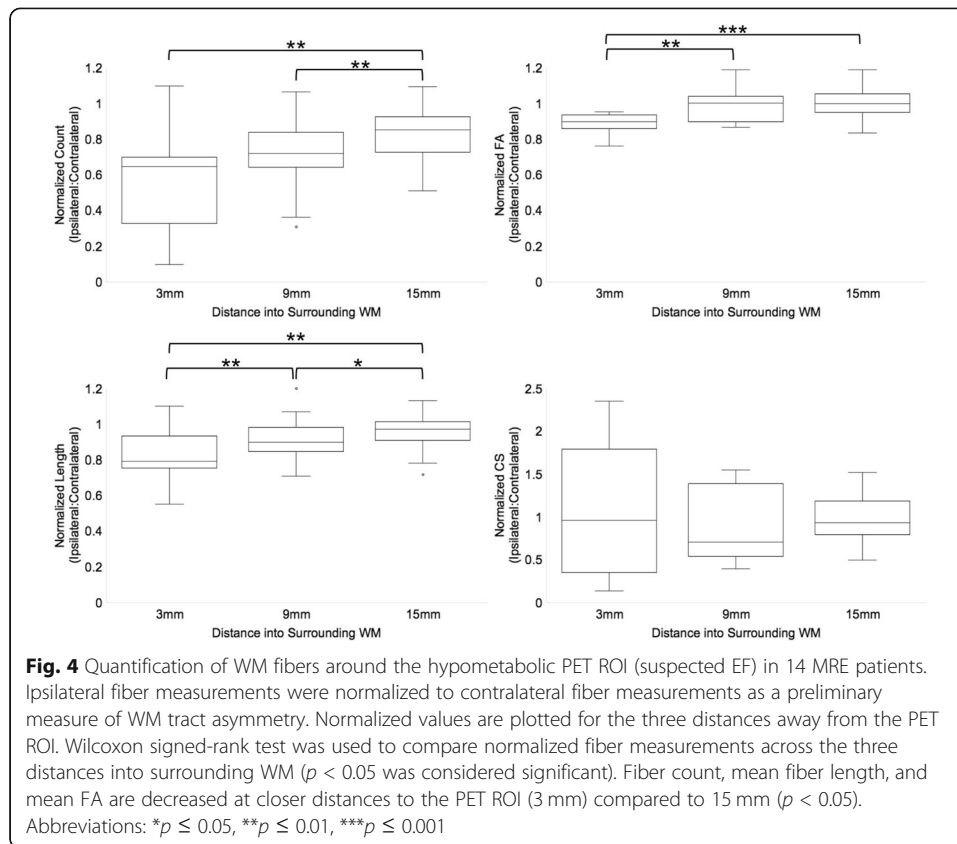 **
**
1.2
1
0.8
0.6
0.4
0.2
0
Normalized Count
(Ipsilateral:Contralateral)
3mm
9mm
15mm
Distance into Surrounding WM
***
**
1.2
1
0.8
0.6
0.4
0.2
0
Normalized FA
(Ipsilateral:Contralateral)
3mm
9mm
15mm
Distance into Surrounding WM
**
**
*
1.2
1
0.8
0.6
0.4
0.2
0
Normalized Length
(Ipsilateral:Contralateral)
3mm
9mm
15mm
Distance into Surrounding WM
2.5
2
1.5
1
0.5
0
Normalized CS
(Ipsilateral:Contralateral)
3mm
9mm
15mm
Distance into Surrounding WM
Fig. 4 Quantification of WM fibers around the hypometabolic PET ROI (suspected EF) in 14 MRE patients.
Ipsilateral fiber measurements were normalized to contralateral fiber measurements as a preliminary
measure of WM tract asymmetry. Normalized values are plotted for the three distances away from the PET
ROI. Wilcoxon signed-rank test was used to compare normalized fiber measurements across the three
distances into surrounding WM (p < 0.05 was considered significant). Fiber count, mean fiber length, and
mean FA are decreased at closer distances to the PET ROI (3 mm) compared to 15 mm (p < 0.05).
Abbreviations: *p ≤ 0.05, **p ≤ 0.01, ***p ≤ 0.001